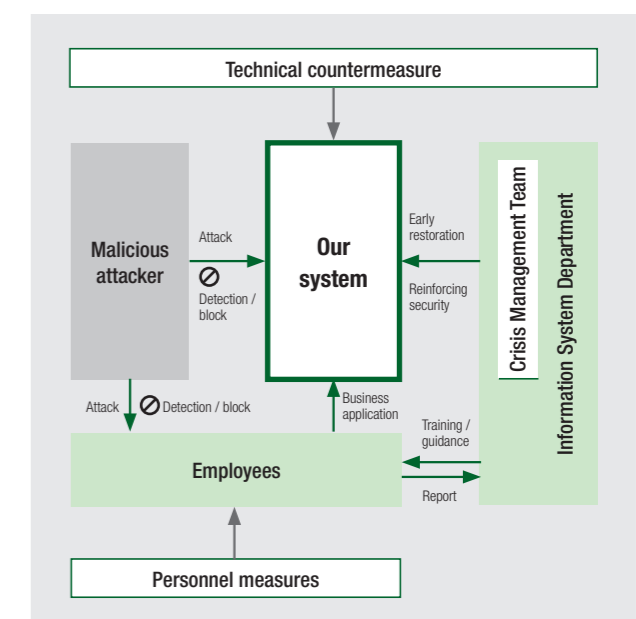 Technical countermeasure
Malicious
attacker
Attack
Detection /
block
Our
system
Early
restoration
Reinforcing
security
Crisis Management Team
Information System Department
Attack
Detection / block
Business
application
Training /
guidance
Employees
Report
Personnel measures